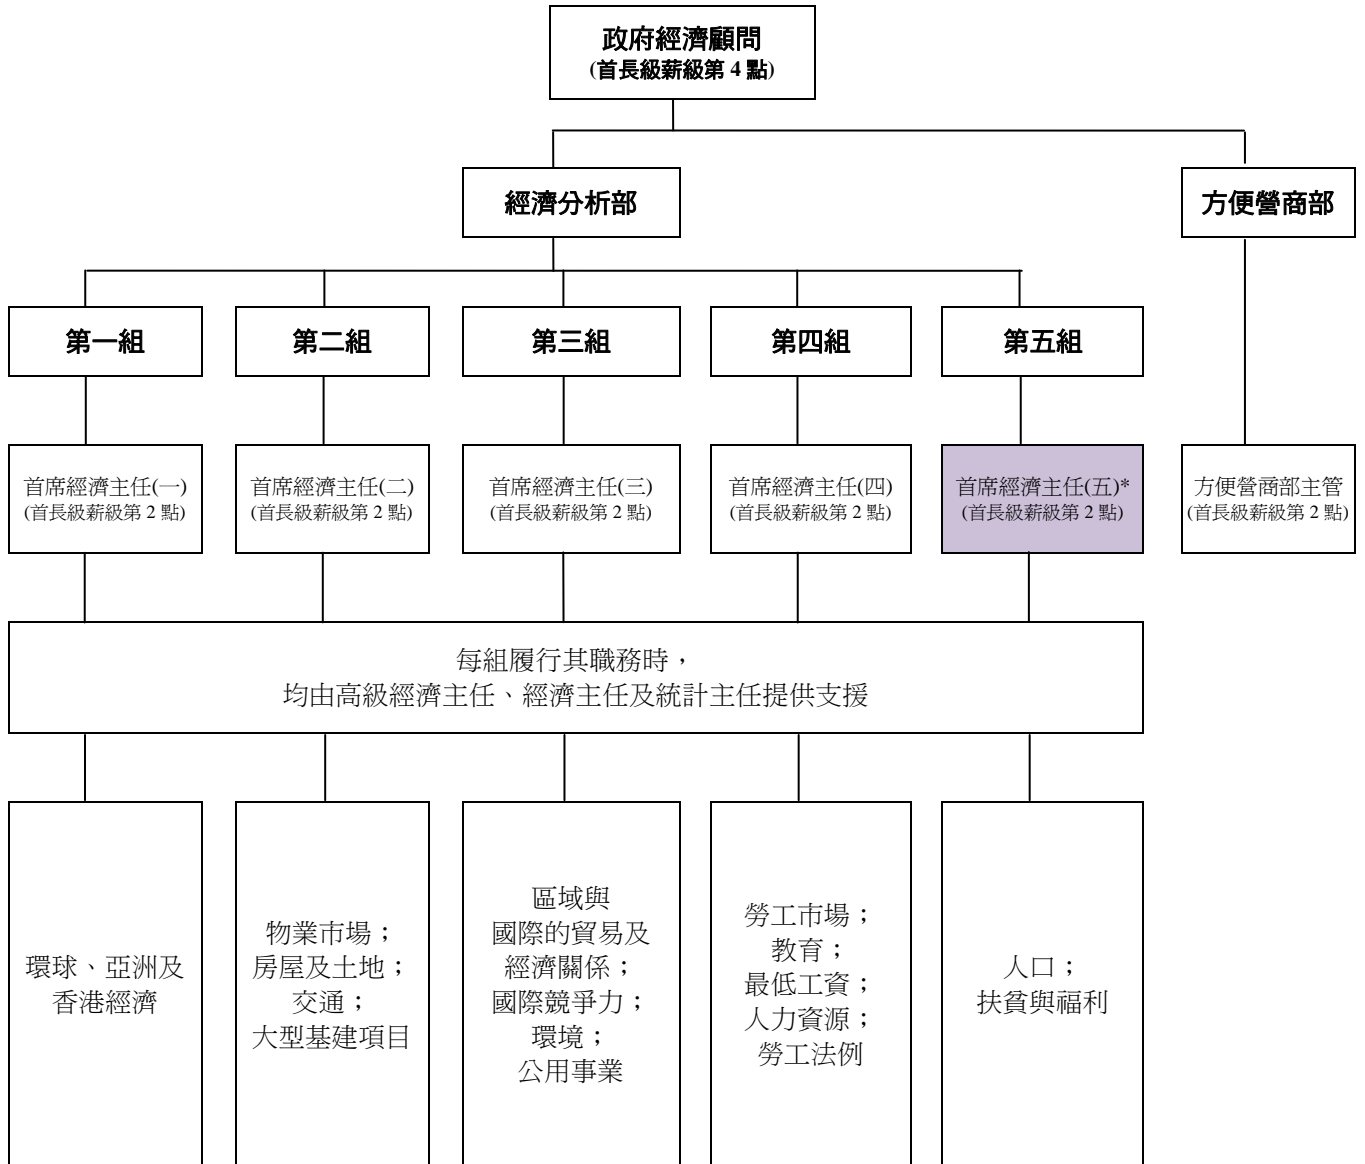 政府經濟顧問
(首長級薪級第 4 點)
經濟分析部
方便營商部
第一組
第二組
第三組
第四組
第五組
首席經濟主任(一)
(首長級薪級第 2 點)
首席經濟主任(二)
(首長級薪級第 2 點)
首席經濟主任(三)
(首長級薪級第 2 點)
首席經濟主任(四)
(首長級薪級第 2 點)
首席經濟主任(五)*
(首長級薪級第 2 點)
方便營商部主管
(首長級薪級第 2 點)
每組履行其職務時，
均由高級經濟主任、經濟主任及統計主任提供支援
環球、亞洲及
香港經濟
物業市場；
房屋及土地；
交通；
大型基建項目
區域與
國際的貿易及
經濟關係；
國際競爭力；
環境；
公用事業
勞工市場；
教育；
最低工資；
人力資源；
勞工法例
人口；
扶貧與福利